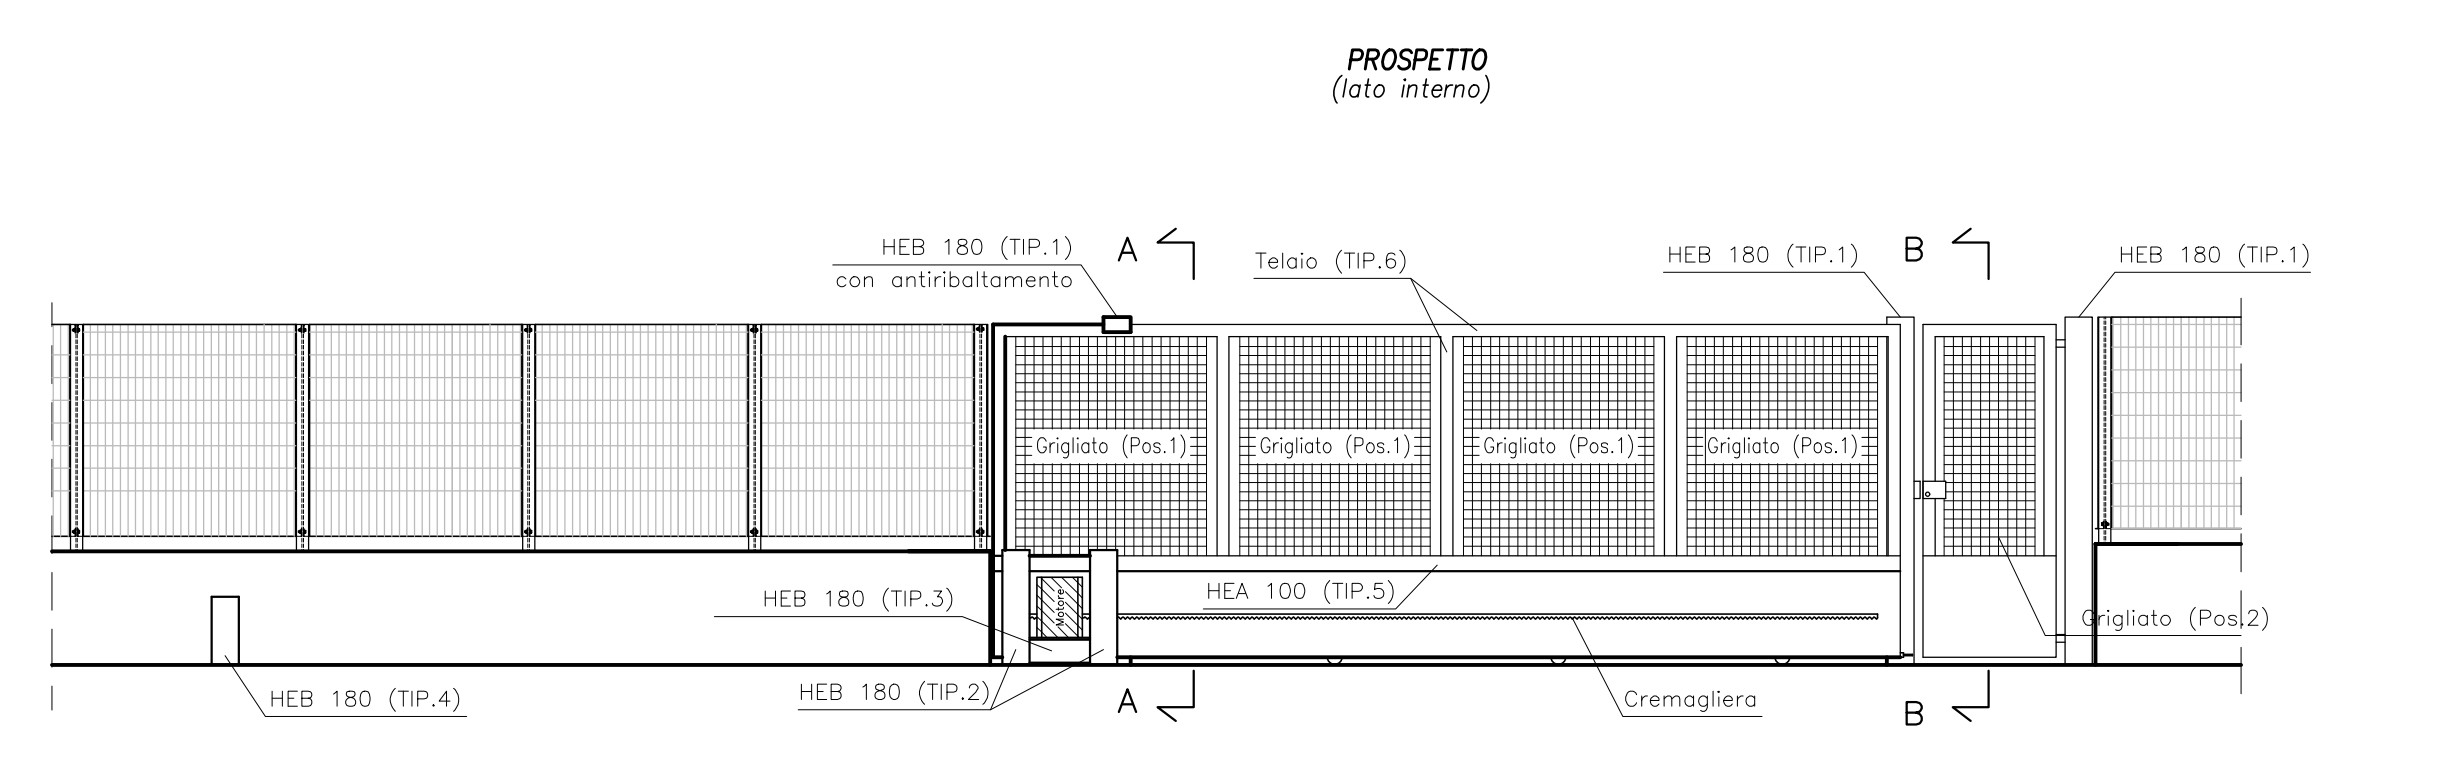 PROSPETTO
(lato interno)
HEB 180 (TIP.1)
con antiribaltamento
A
Telaio (TIP.6)
HEB 180 (TIP.1)
B
HEB 180 (TIP.1)
Grigliato (Pos.1)
Grigliato (Pos.1)
Grigliato (Pos.1)
Grigliato (Pos.1)
HEB 180 (TIP.3)
Motore
HEA 100 (TIP.5)
Grigliato (Pos.2)
HEB 180 (TIP.4)
HEB 180 (TIP.2)
A
Cremagliera
B